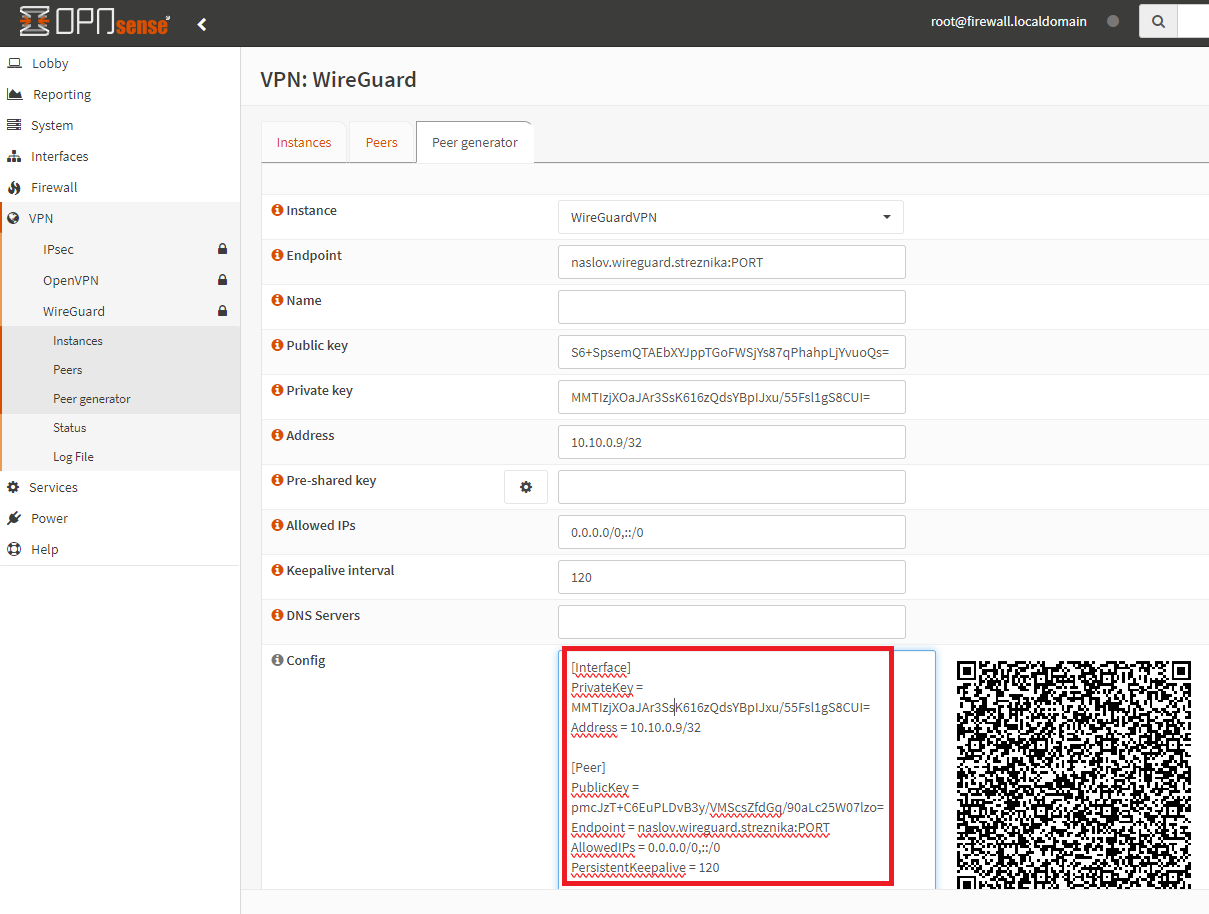 OPNsense
root@firewall.localdomain
Lobby
Reporting
System
Interfaces
Firewall
VPN
IPsec
OpenVPN
WireGuard
Instances
Peers
Peer generator
Status
Log File
Services
Power
Help
VPN: WireGuard
Instances
Peers
Peer generator
Instance
WireGuardVPN
Endpoint
naslov.wireguard.streznika:PORT
Name
Public key
S6+SpsemQTAEbXYJppTGoFWSjYs87qPhahpLjYvuoQs=
Private key
MMTIzjXOaJAr3SsK616zQdsYBpIJxu/55Fsl1gS8CUI=
Address
10.10.0.9/32
Pre-shared key
Allowed IPs
0.0.0.0/0,::/0
Keepalive interval
120
DNS Servers
Config
[Interface]
PrivateKey =
MMTIzjXOaJAr3SsK616zQdsYBpIJxu/55Fsl1gS8CUI=
Address = 10.10.0.9/32
[Peer]
PublicKey =
pmcJzT+C6EuPLDvB3y/VMScsZfdGq/90aLc25W07lzo=
Endpoint = naslov.wireguard.streznika:PORT
AllowedIPs = 0.0.0.0/0,::/0
PersistentKeepalive = 120